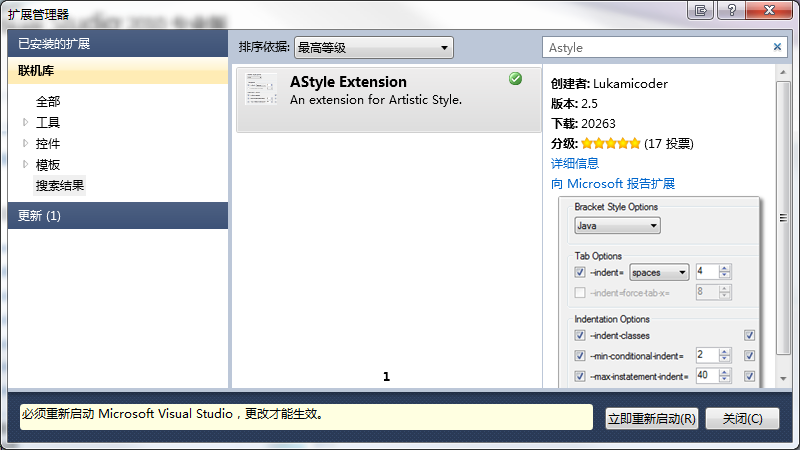 扩展管理器
已安装的扩展
联机库
全部
工具
控件
模板
搜索结果
更新 (1)
排序依据: 最高等级
AStyle Extension
An extension for Artistic Style.
1
Astyle
创建者: Lukamicoder
版本: 2.5
下载: 20263
分级: (17 投票)
详细信息
向 Microsoft 报告扩展
Bracket Style Options
Java
Tab Options
--indent= spaces 4
--indent=force-tab-x= 8
Indentation Options
--indent-classes
--min-conditional-indent= 2
--max-instatement-indent= 40
必须重新启动 Microsoft Visual Studio，更改才能生效。
立即重新启动(R)
关闭(C)